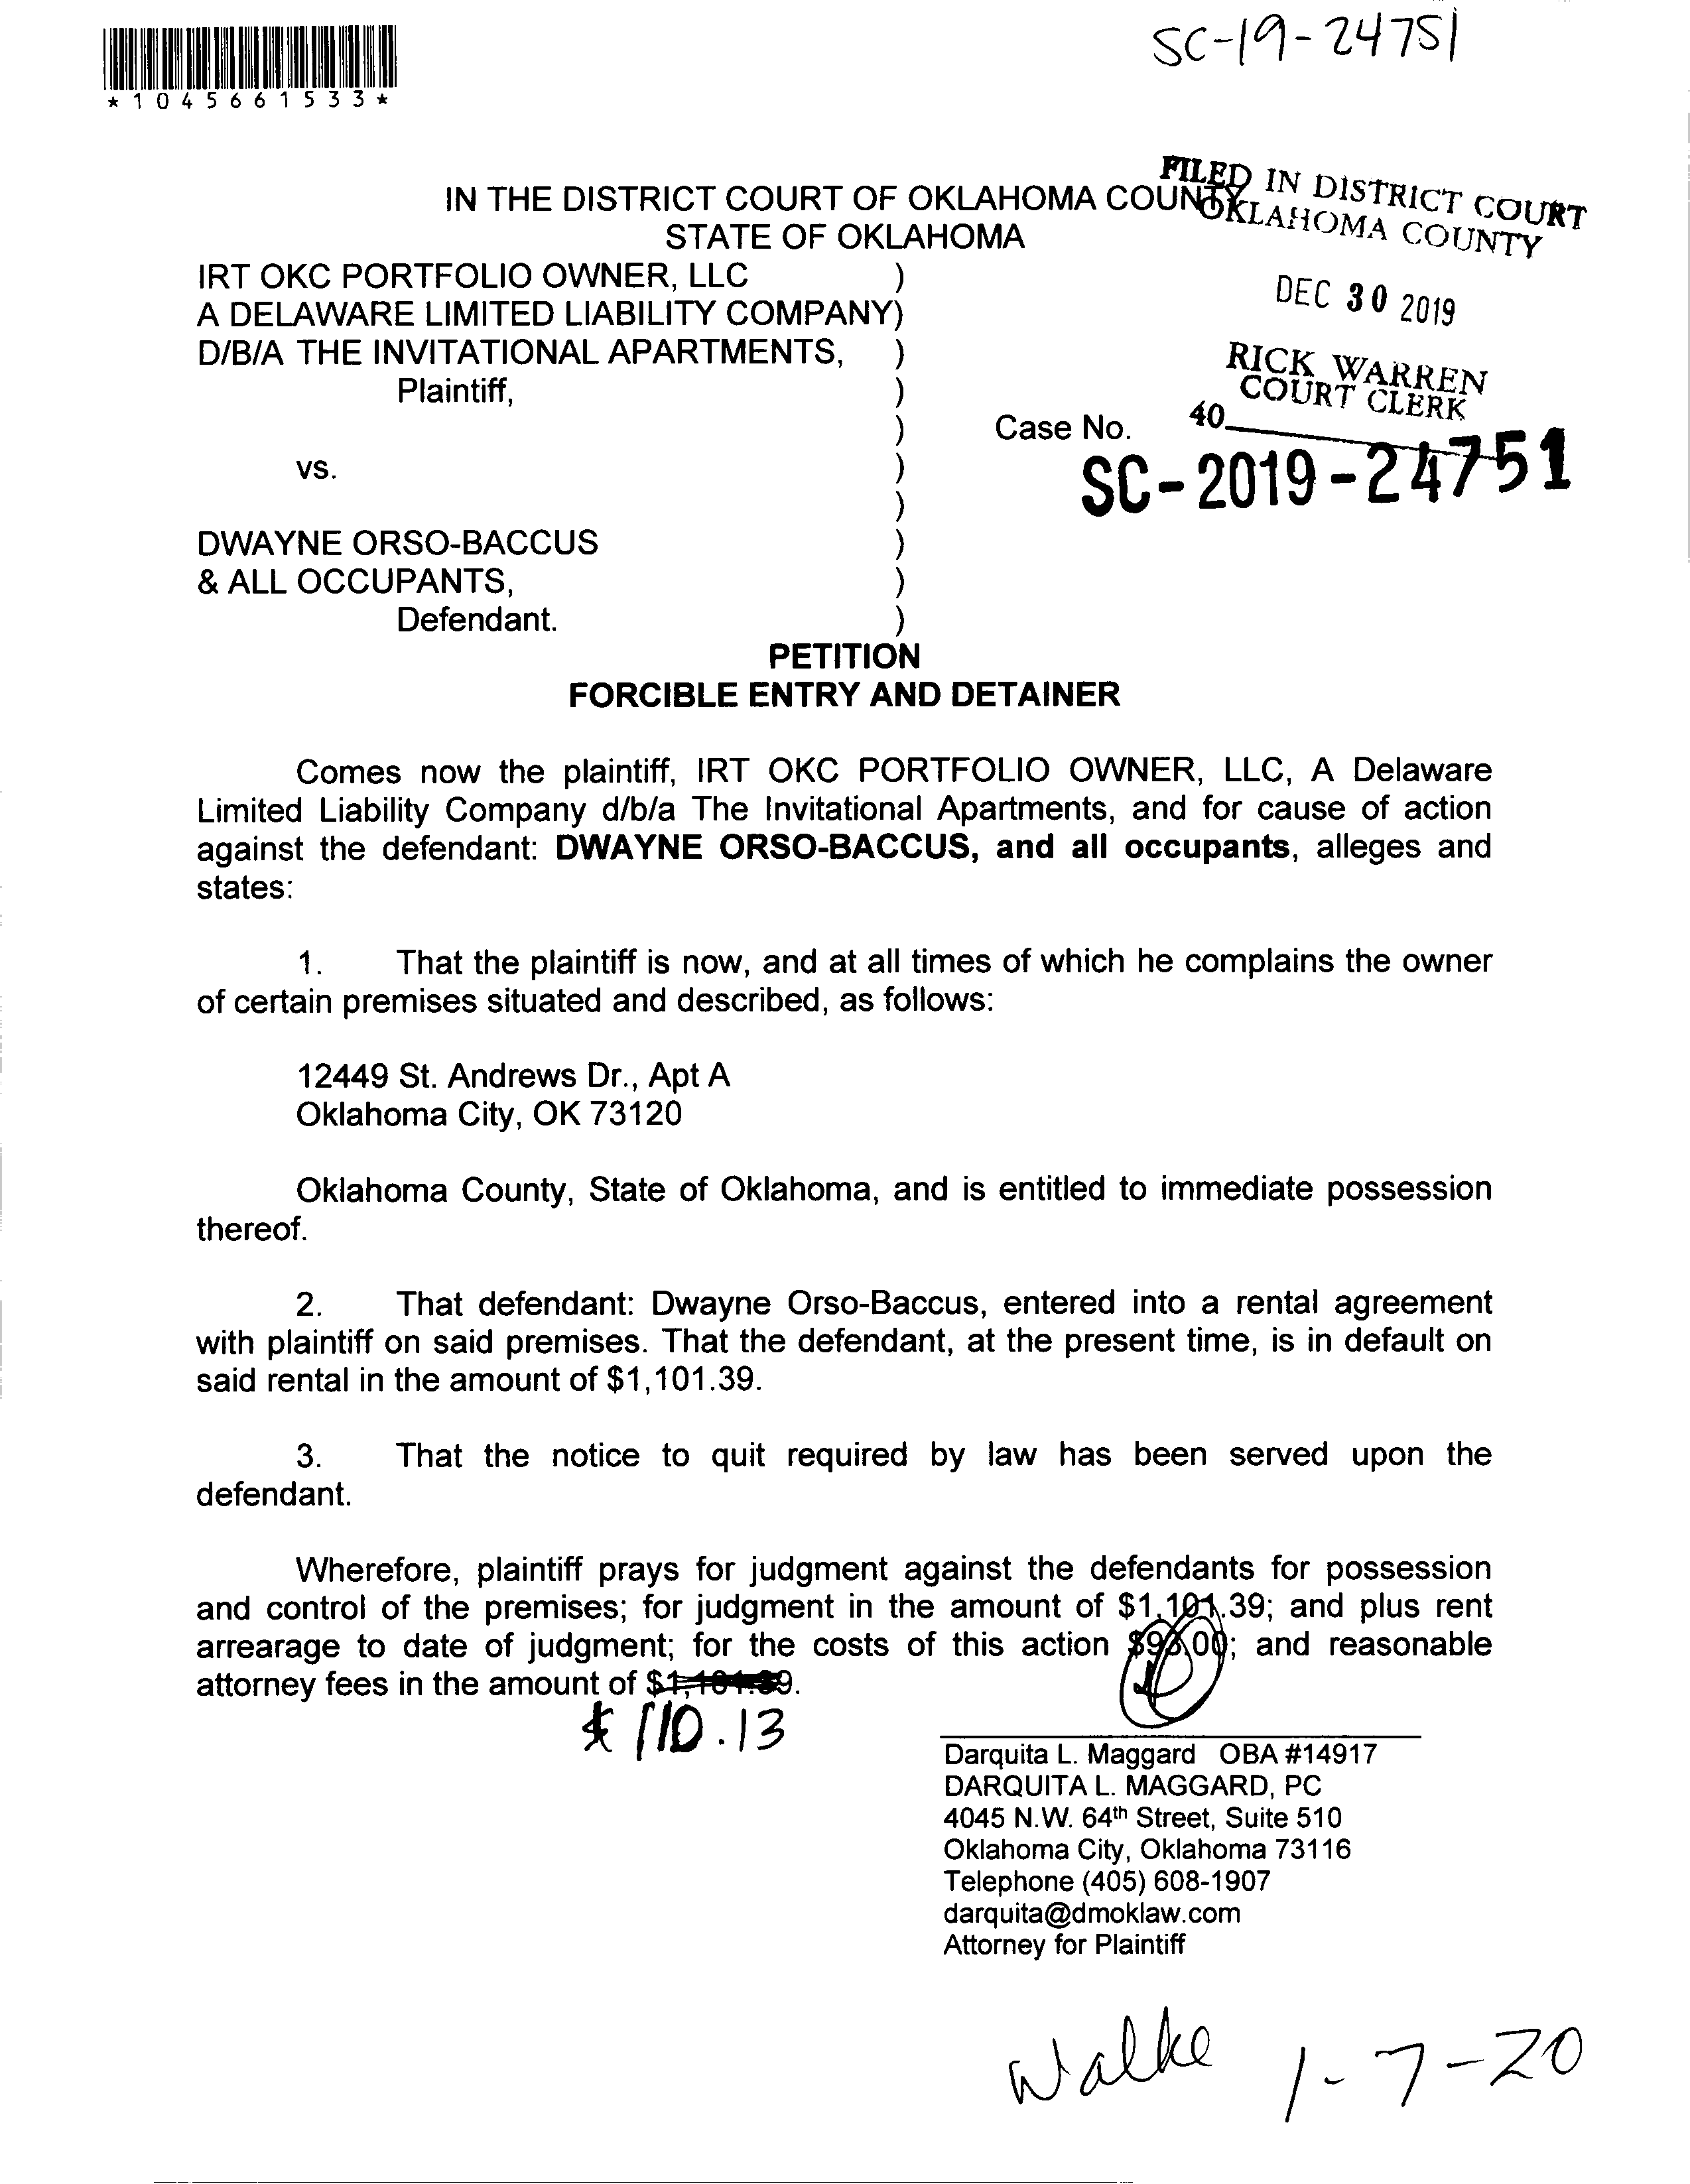 SC-19-24751
*1045661533*
FILED IN DISTRICT COURT
OKLAHOMA COUNTY
IN THE DISTRICT COURT OF OKLAHOMA COUNTY
STATE OF OKLAHOMA
DEC 30 2019
RICK WARREN
COURT CLERK
40
IRT OKC PORTFOLIO OWNER, LLC )
A DELAWARE LIMITED LIABILITY COMPANY)
D/B/A THE INVITATIONAL APARTMENTS, )
Plaintiff, )
) Case No.
vs. ) SC-2019-24751
)
DWAYNE ORSO-BACCUS )
& ALL OCCUPANTS, )
Defendant. )
PETITION
FORCIBLE ENTRY AND DETAINER
Comes now the plaintiff, IRT OKC PORTFOLIO OWNER, LLC, A Delaware
Limited Liability Company d/b/a The Invitational Apartments, and for cause of action
against the defendant: DWAYNE ORSO-BACCUS, and all occupants, alleges and
states:
1. That the plaintiff is now, and at all times of which he complains the owner
of certain premises situated and described, as follows:
12449 St. Andrews Dr., Apt A
Oklahoma City, OK 73120
Oklahoma County, State of Oklahoma, and is entitled to immediate possession
thereof.
2. That defendant: Dwayne Orso-Baccus, entered into a rental agreement
with plaintiff on said premises. That the defendant, at the present time, is in default on
said rental in the amount of $1,101.39.
3. That the notice to quit required by law has been served upon the
defendant.
Wherefore, plaintiff prays for judgment against the defendants for possession
and control of the premises; for judgment in the amount of $1,101.39; and plus rent
arrearage to date of judgment; for the costs of this action ; and reasonable
attorney fees in the amount of $1,101.39.
$110.13
Darquita L. Maggard OBA #14917
DARQUITA L. MAGGARD, PC
4045 N.W. 64th Street, Suite 510
Oklahoma City, Oklahoma 73116
Telephone (405) 608-1907
darquita@dmoklaw.com
Attorney for Plaintiff
Walke 1-7-20